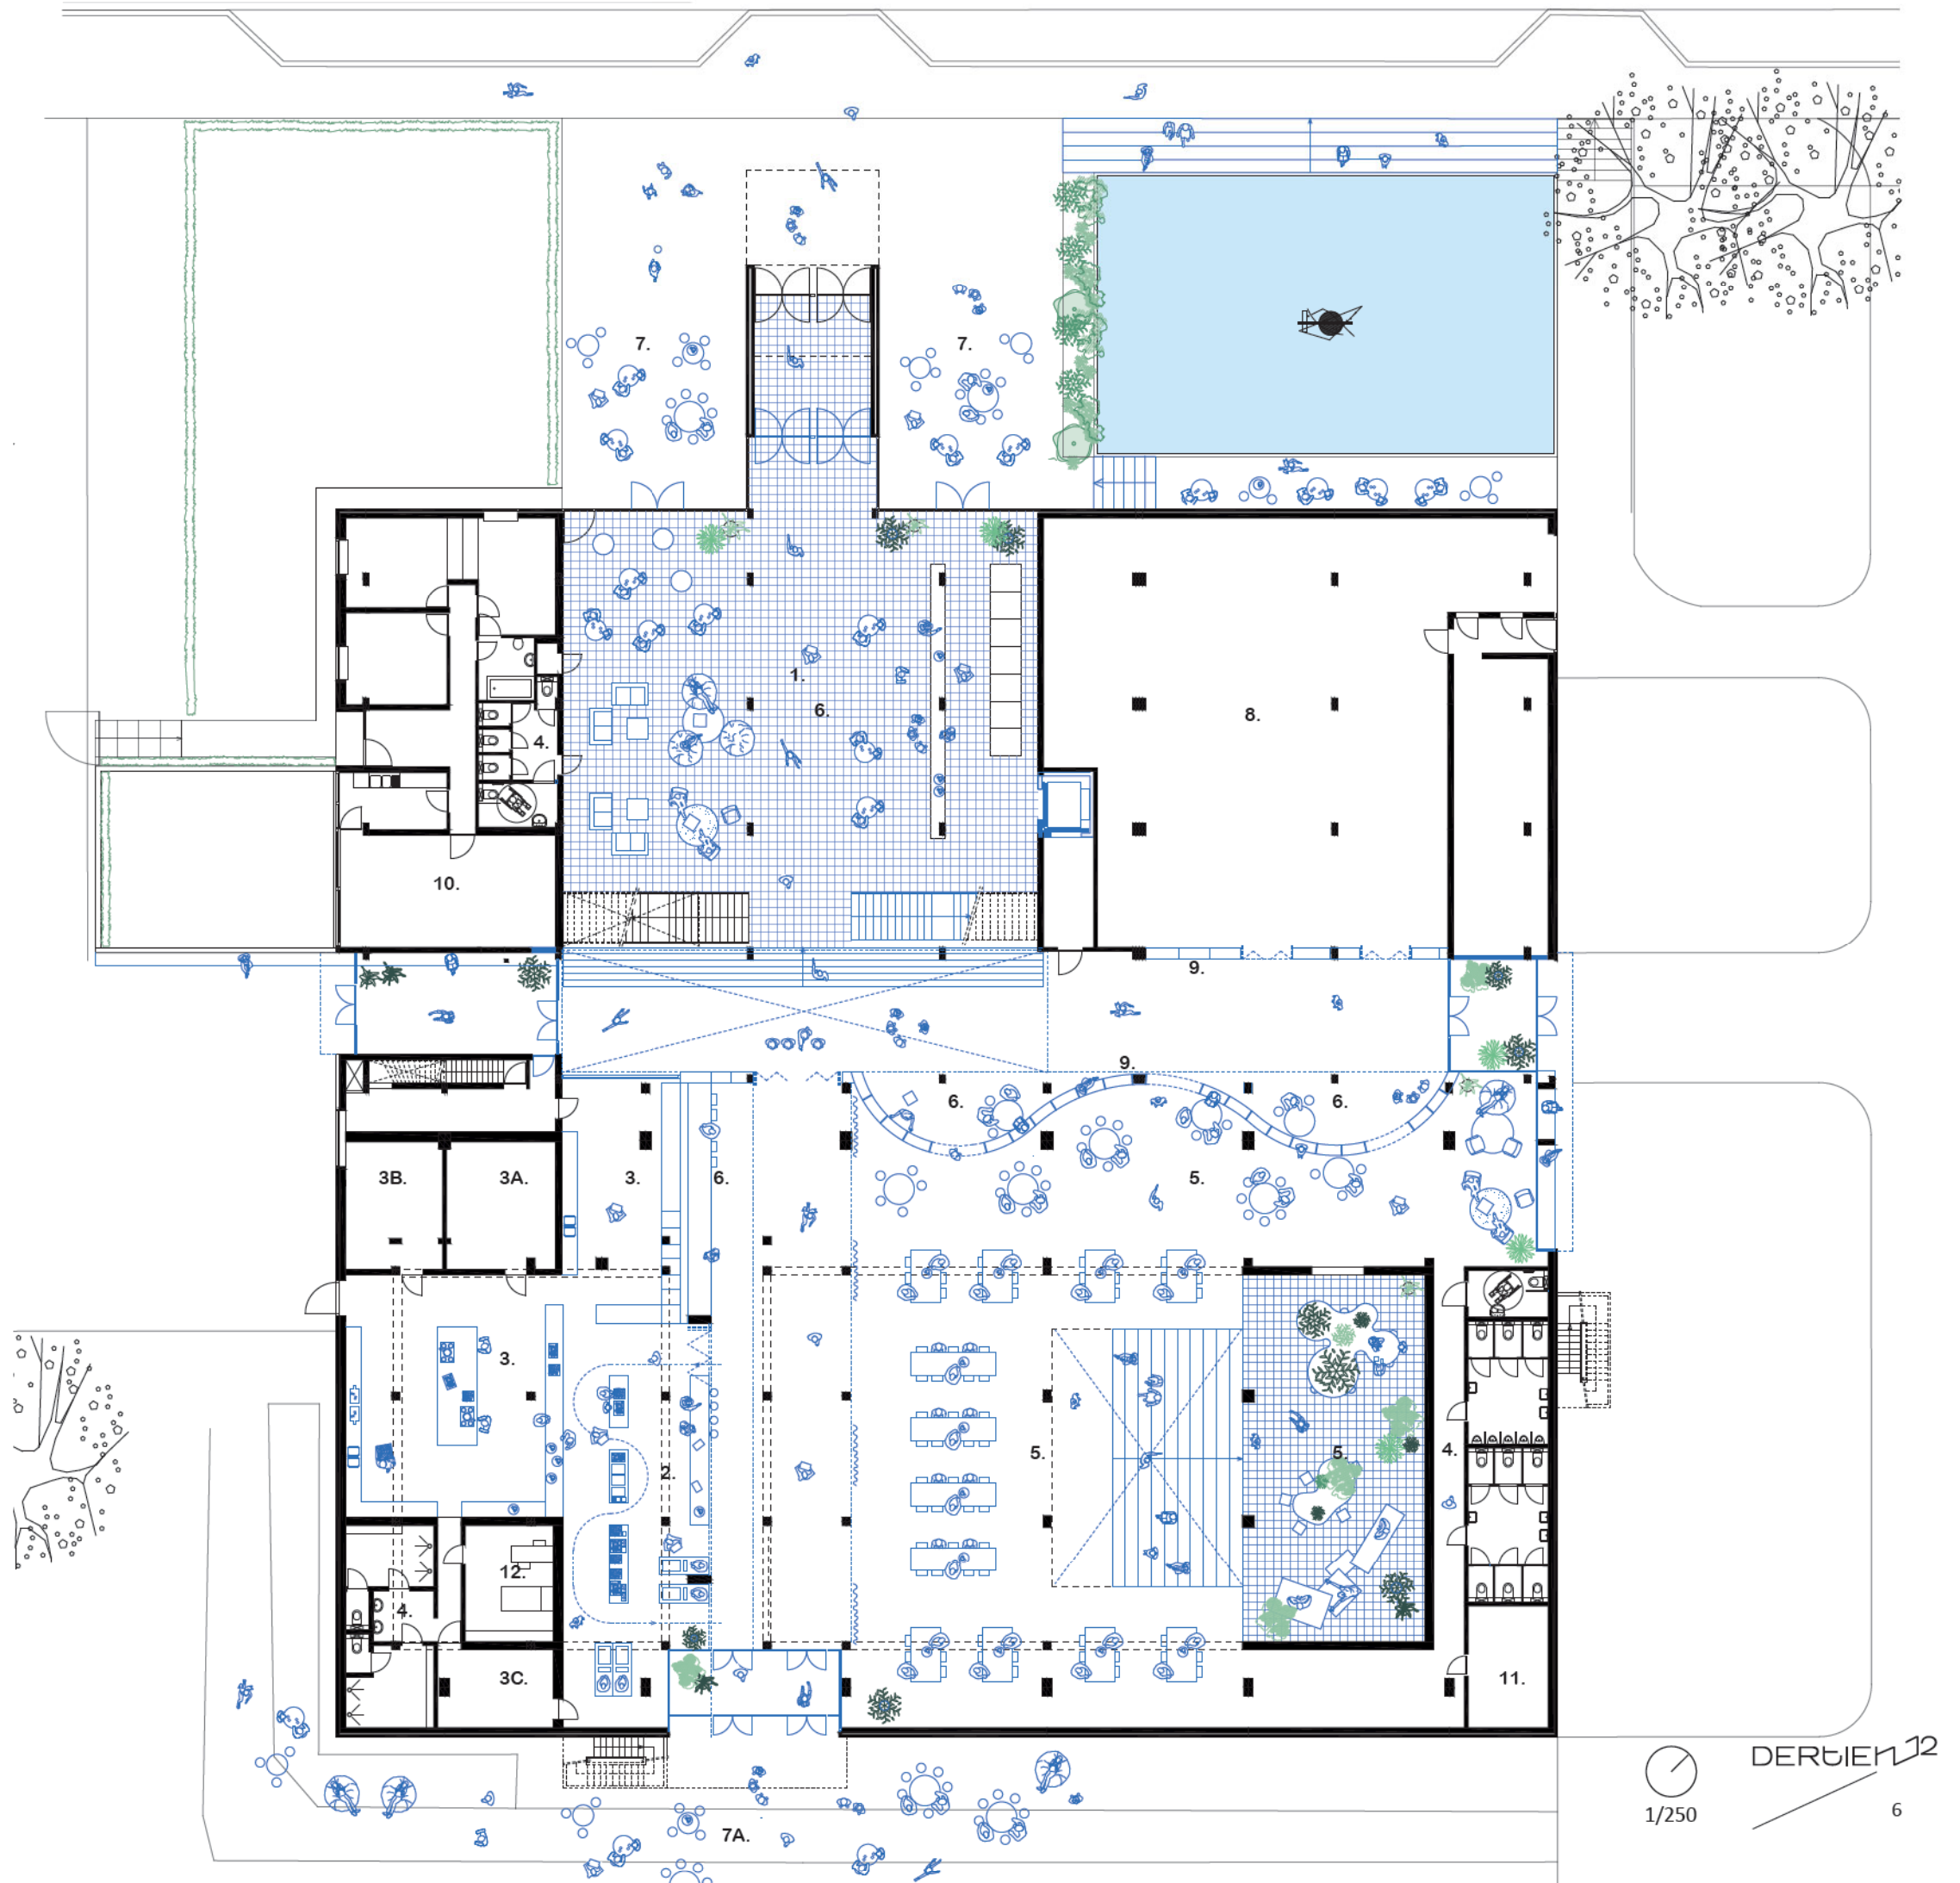 7. 7.
1.
6.
8.
4.
10.
9.
9.
6. 6.
3B. 3A. 3. 6. 5.
3.
2. 5. 5. 4.
12.
4.
3C. 11.
DERTIEN12
1/250 6
7A.